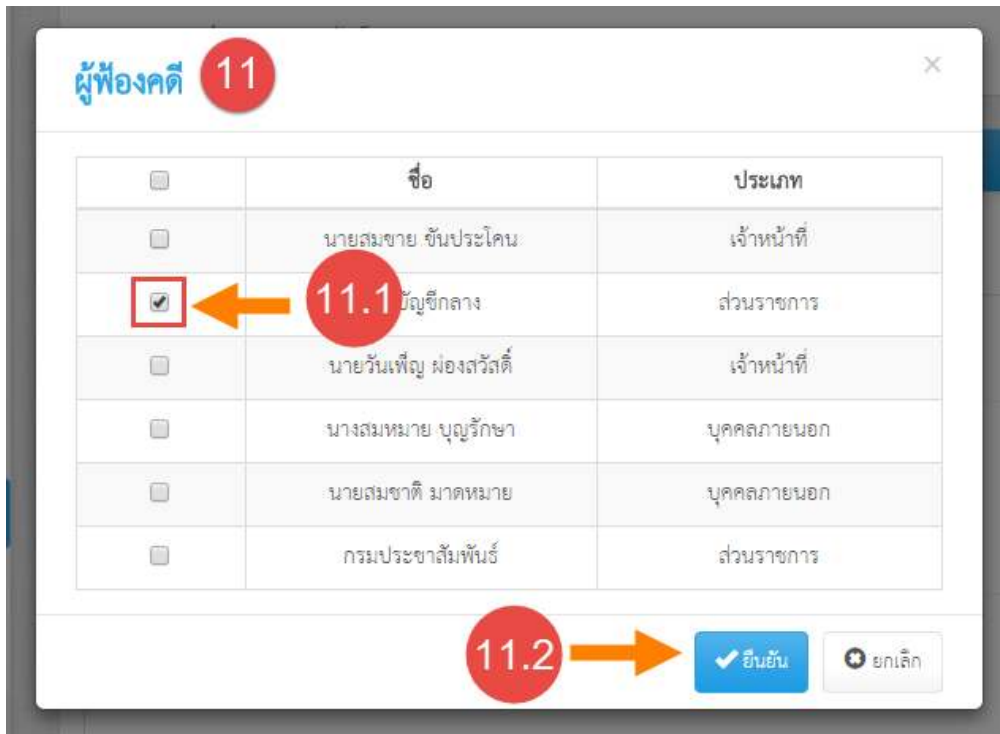 ผู้ฟ้องคดี 11 ×
ชื่อ ประเภท
นายสมชาย ขันประโคน เจ้าหน้าที่
11.1 บัญชีกลาง ส่วนราชการ
นายวันเพ็ญ ผ่องสวัสดิ์ เจ้าหน้าที่
นางสมหมาย บุญรักษา บุคคลภายนอก
นายสมชาติ มาดหมาย บุคคลภายนอก
กรมประชาสัมพันธ์ ส่วนราชการ
11.2 ยืนยัน ยกเลิก